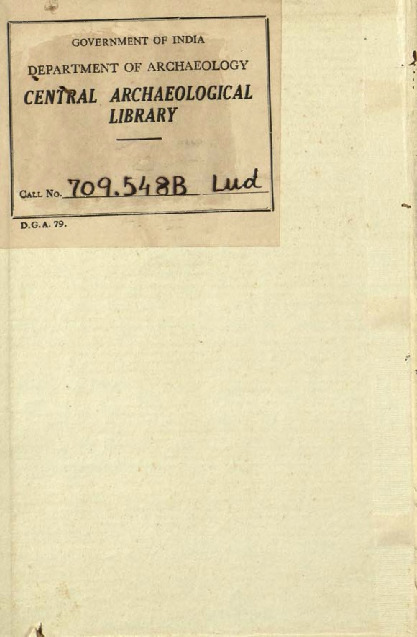 GOVERNMENT OF INDIA
DEPARTMENT OF ARCHAEOLOGY
CENTRAL ARCHAEOLOGICAL
LIBRARY
CALL No. 709.548B Lud
D.G.A. 79.